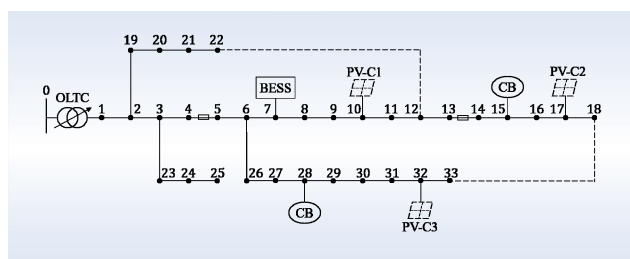 19 20 21 22
0 OLTC BESS PV-C1 CB PV-C2
1 2 3 4 5 6 7 8 9 10 11 12 13 14 15 16 17 18
23 24 25 26 27 28 29 30 31 32 33
CB PV-C3